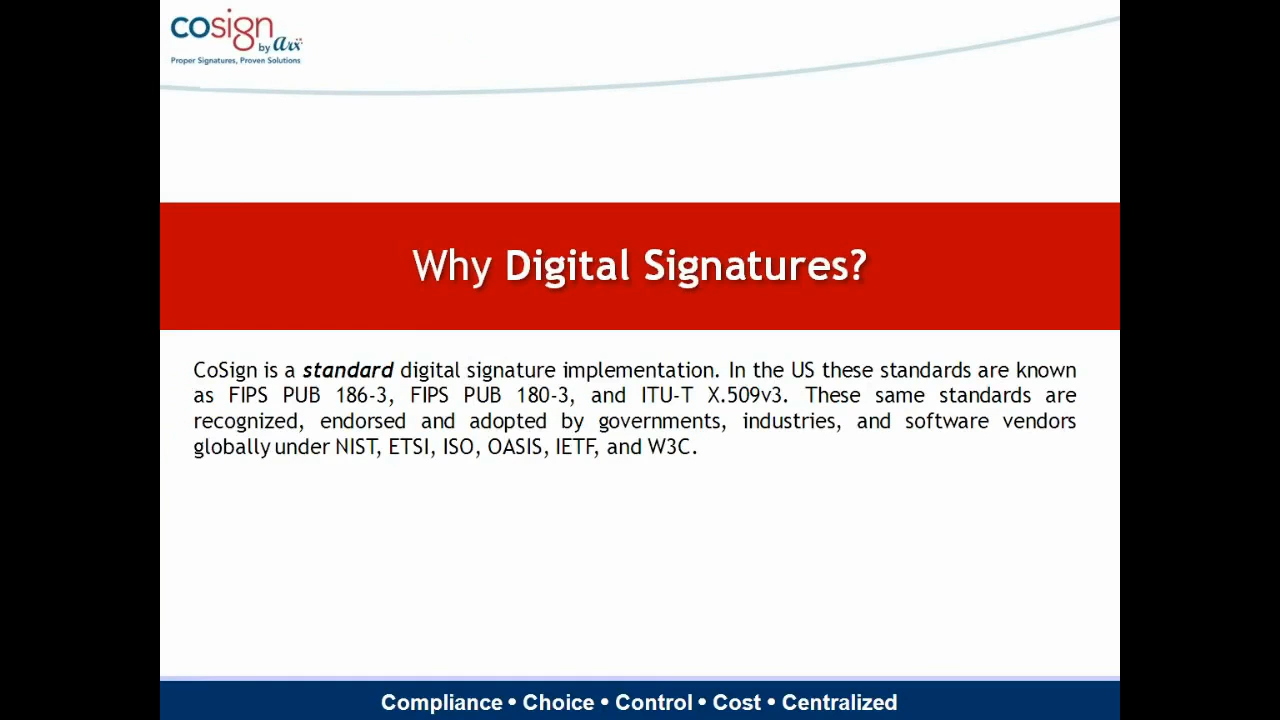 cosign
by arx
Proper Signatures, Proven Solutions
Why Digital Signatures?
CoSign is a standard digital signature implementation. In the US these standards are known
as FIPS PUB 186-3, FIPS PUB 180-3, and ITU-T X.509v3. These same standards are
recognized, endorsed and adopted by governments, industries, and software vendors
globally under NIST, ETSI, ISO, OASIS, IETF, and W3C.
Compliance • Choice • Control • Cost • Centralized